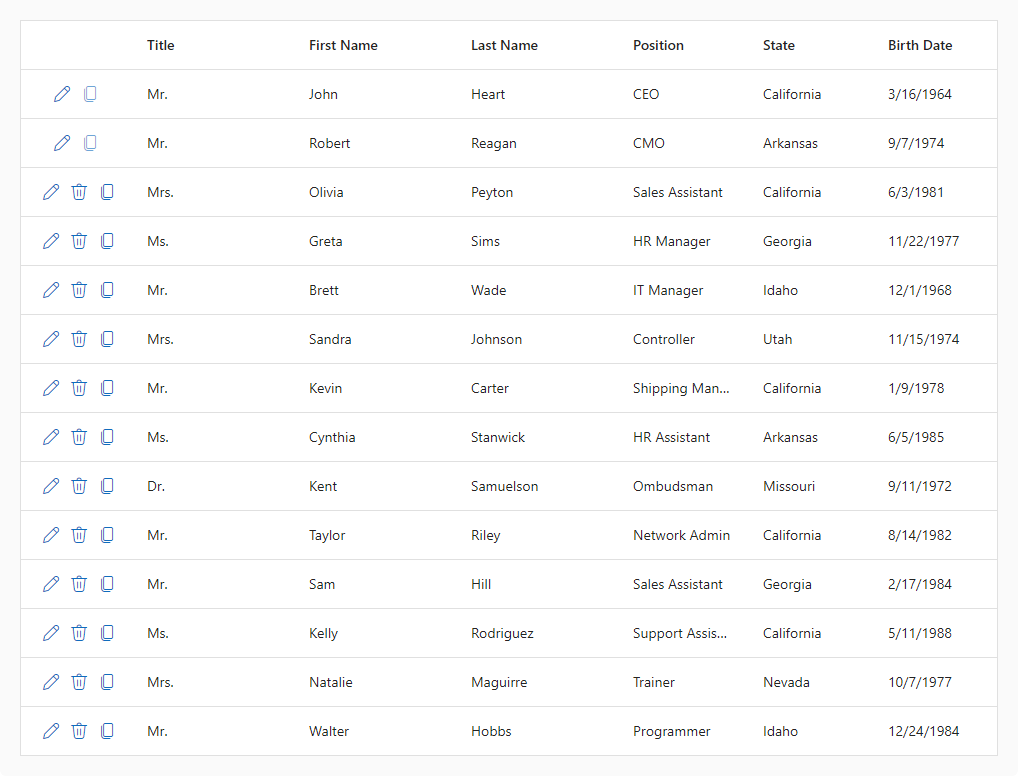 Title First Name Last Name Position State Birth Date
Mr. John Heart CEO California 3/16/1964
Mr. Robert Reagan CMO Arkansas 9/7/1974
Mrs. Olivia Peyton Sales Assistant California 6/3/1981
Ms. Greta Sims HR Manager Georgia 11/22/1977
Mr. Brett Wade IT Manager Idaho 12/1/1968
Mrs. Sandra Johnson Controller Utah 11/15/1974
Mr. Kevin Carter Shipping Man... California 1/9/1978
Ms. Cynthia Stanwick HR Assistant Arkansas 6/5/1985
Dr. Kent Samuelson Ombudsman Missouri 9/11/1972
Mr. Taylor Riley Network Admin California 8/14/1982
Mr. Sam Hill Sales Assistant Georgia 2/17/1984
Ms. Kelly Rodriguez Support Assis... California 5/11/1988
Mrs. Natalie Maguirre Trainer Nevada 10/7/1977
Mr. Walter Hobbs Programmer Idaho 12/24/1984